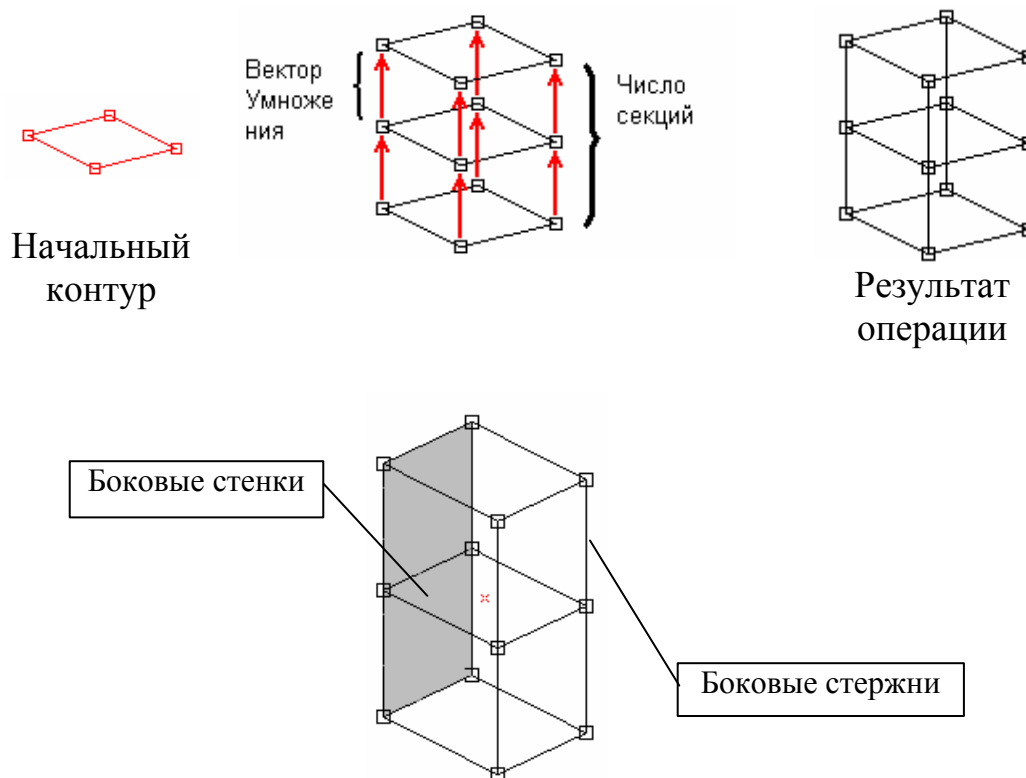 Вектор
Умноже
ния
Число
секций
Начальный
контур
Результат
операции
Боковые стенки
Боковые стержни